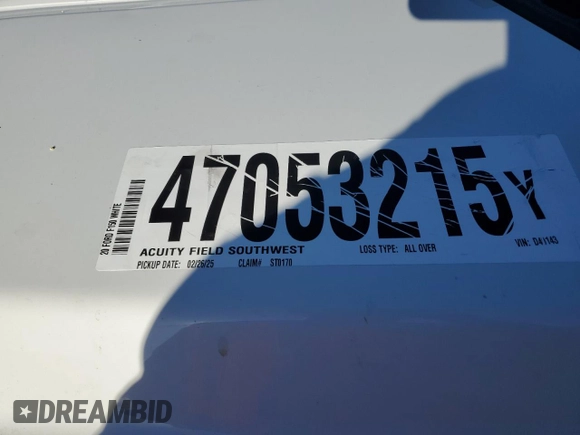 20 FORD F150 WHITE
47053215 Y
ACUITY FIELD SOUTHWEST
LOSS TYPE: ALL OVER
VIN: D41143
PICKUP DATE: 02/26/25 CLAIM# ST0170
DREAMBID